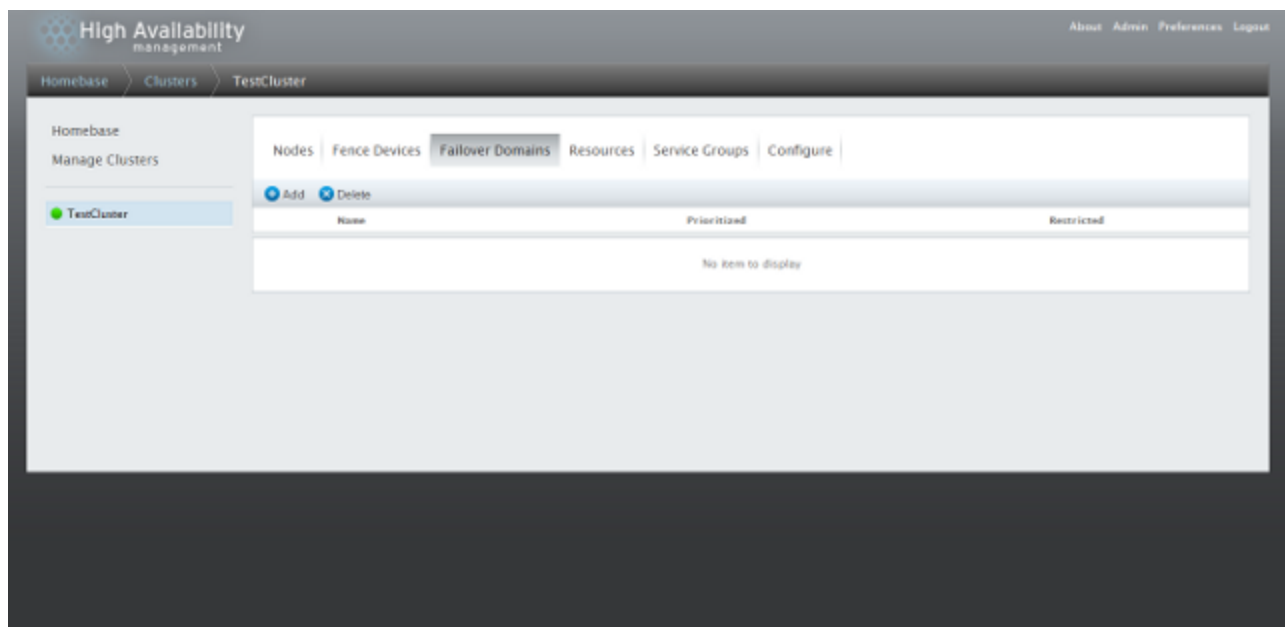 High Availability
management
About Admin Preferences Logout
Homebase Clusters TestCluster
Homebase
Manage Clusters
TestCluster
Nodes Fence Devices Failover Domains Resources Service Groups Configure
Add Delete
Name Prioritized Restricted
No item to display